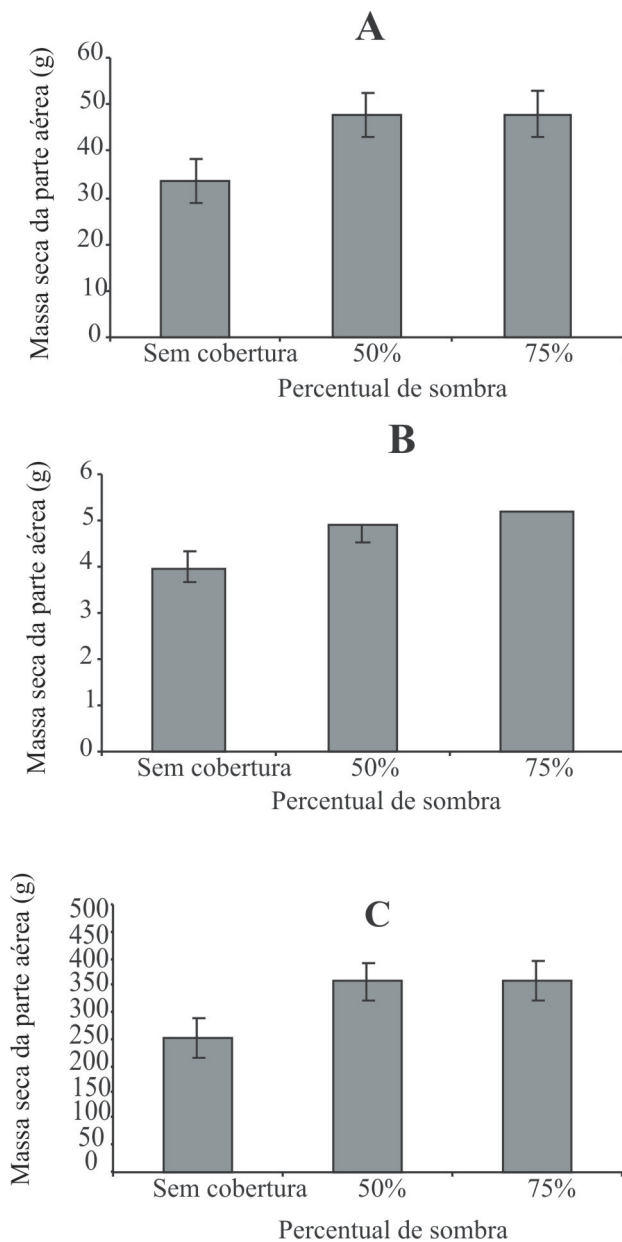 A
Massa seca da parte aérea (g)
60
50
40
30
20
10
0
Sem cobertura 50% 75%
Percentual de sombra
B
Massa seca da parte aérea (g)
6
5
4
3
2
1
0
Sem cobertura 50% 75%
Percentual de sombra
C
Massa seca da parte aérea (g)
500
450
400
350
300
250
200
150
100
50
0
Sem cobertura 50% 75%
Percentual de sombra